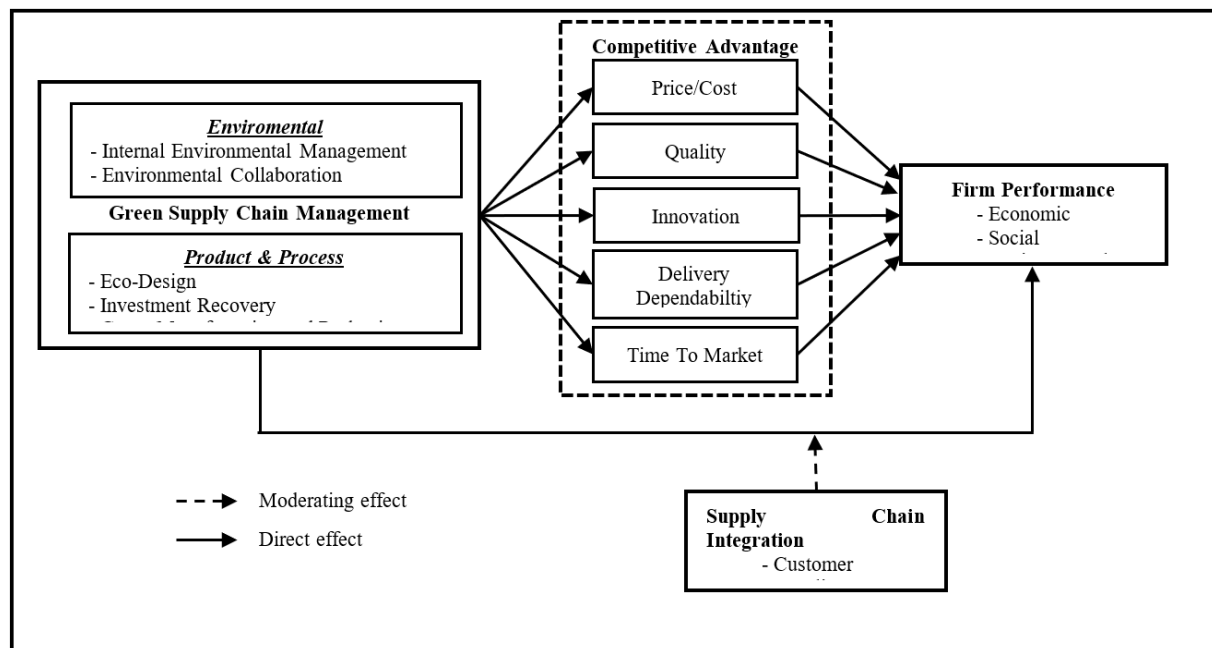 Competitive Advantage
Price/Cost
Quality
Innovation
Delivery
Dependabiltiy
Time To Market
Enviromental
- Internal Environmental Management
- Environmental Collaboration
Green Supply Chain Management
Product & Process
- Eco-Design
- Investment Recovery
Firm Performance
- Economic
- Social
Moderating effect
Direct effect
Supply Chain
Integration
- Customer